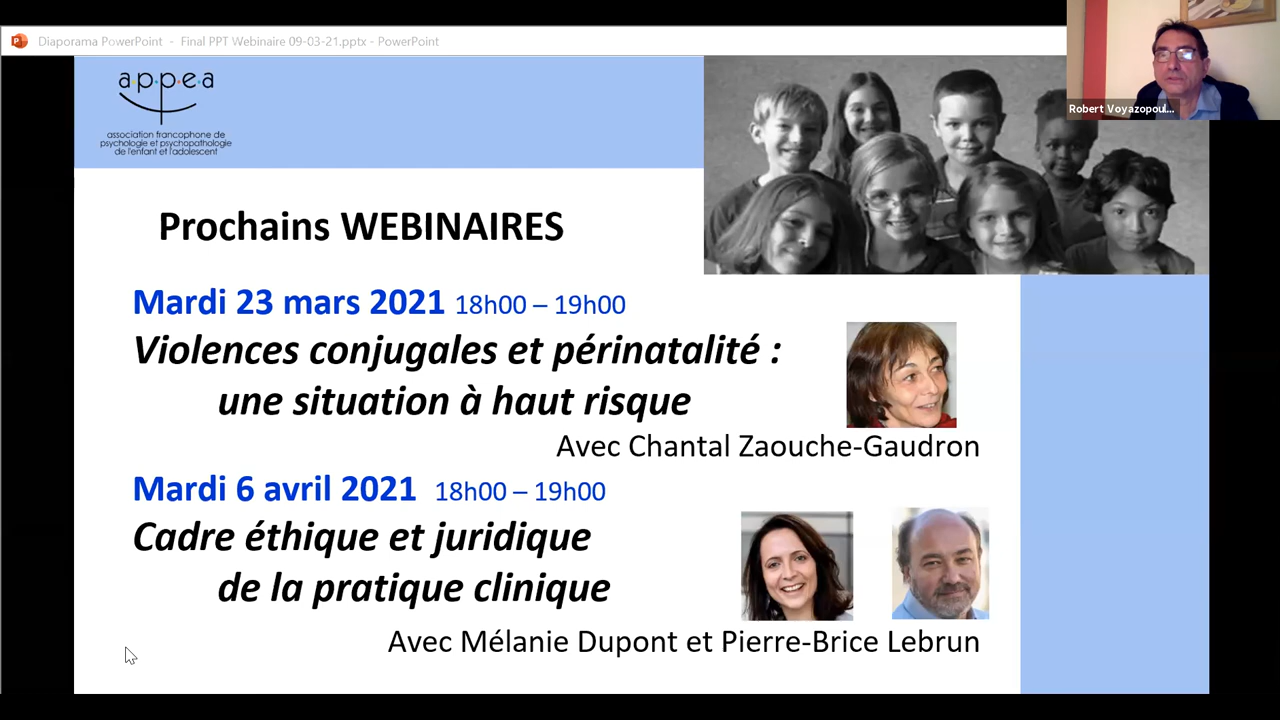 Diaporama PowerPoint - Final PPT Webinaire 09-03-21.pptx - PowerPoint
Robert Voyazopoul...
a.p.p.e.a
association francophone de
psychologie et psychopathologie
de l'enfant et l'adolescent
Prochains WEBINAIRES
Mardi 23 mars 2021 18h00 – 19h00
Violences conjugales et périnatalité :
une situation à haut risque
Avec Chantal Zaouche-Gaudron
Mardi 6 avril 2021 18h00 – 19h00
Cadre éthique et juridique
de la pratique clinique
Avec Mélanie Dupont et Pierre-Brice Lebrun